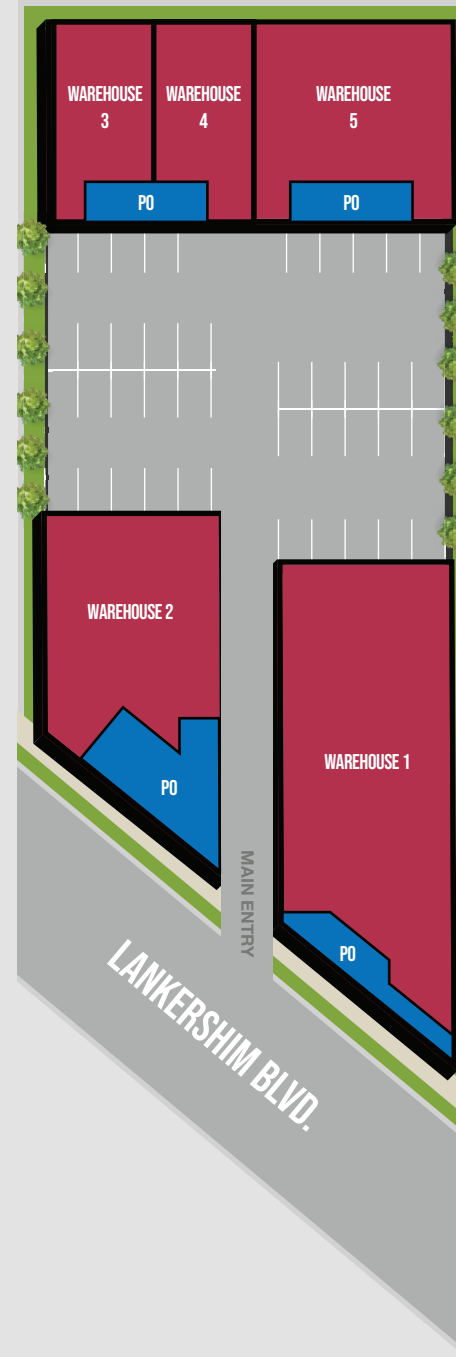 WAREHOUSE
3
WAREHOUSE
4
WAREHOUSE
5
PO
PO
WAREHOUSE 2
PO
WAREHOUSE 1
PO
MAIN ENTRY
LANKERSHIM BLVD.